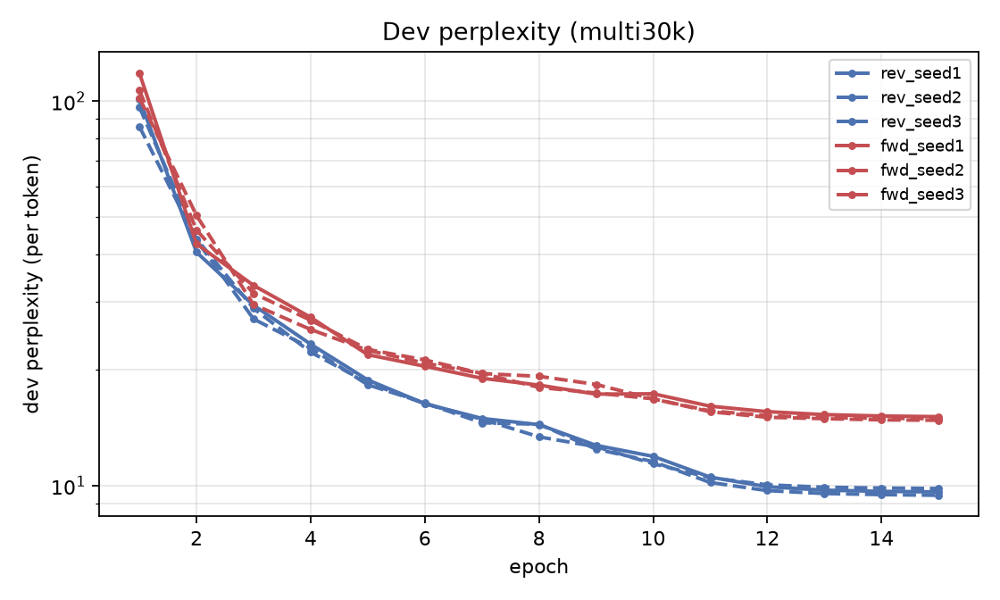 Dev perplexity (multi30k)
10²
10¹
dev perplexity (per token)
rev_seed1
rev_seed2
rev_seed3
fwd_seed1
fwd_seed2
fwd_seed3
2 4 6 8 10 12 14
epoch